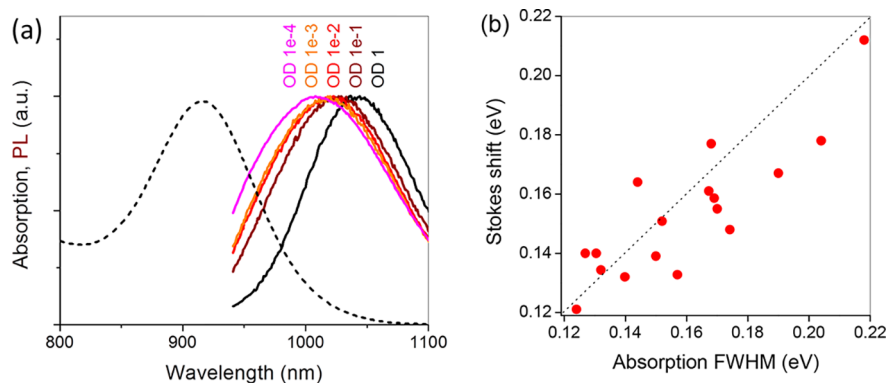 (a)
OD 1e-4
OD 1e-3
OD 1e-2
OD 1e-1
OD 1
Absorption, PL (a.u.)
800 900 1000 1100
Wavelength (nm)
(b)
0.22
0.20
0.18
0.16
0.14
0.12
Stokes shift (eV)
0.12 0.14 0.16 0.18 0.20 0.22
Absorption FWHM (eV)